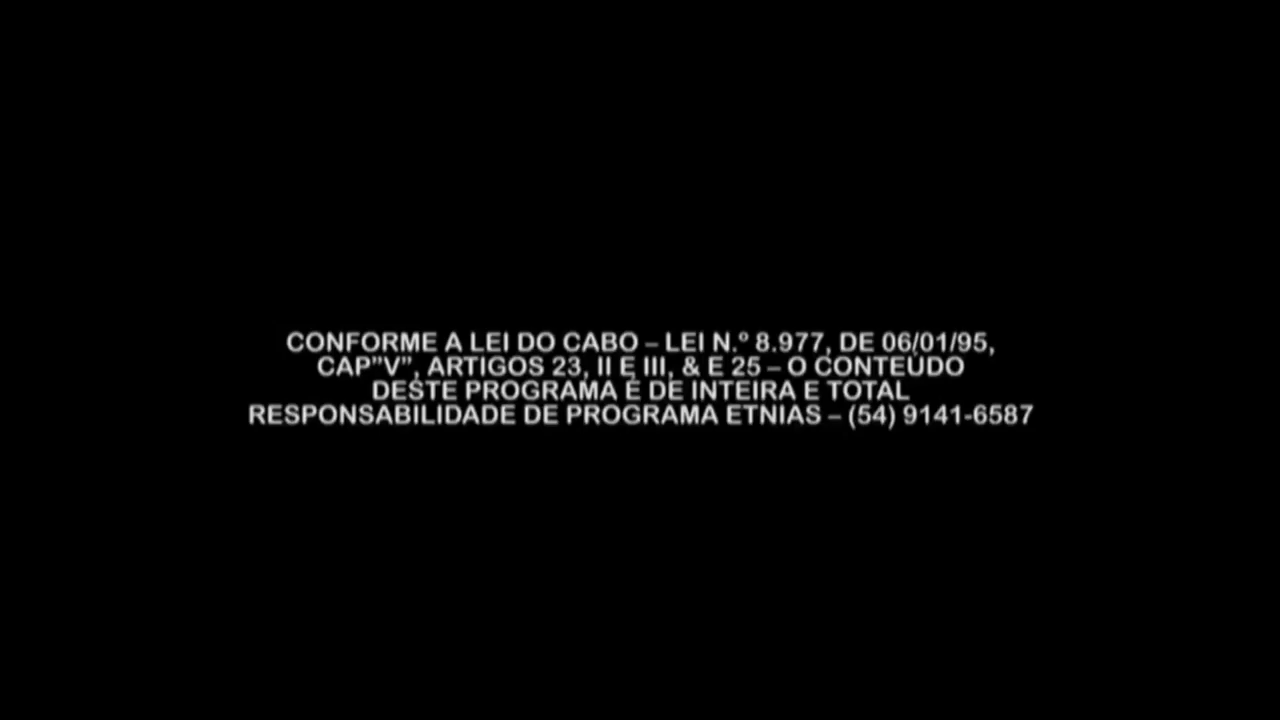 CONFORME A LEI DO CABO – LEI N.º 8.977, DE 06/01/95,
CAP”V”, ARTIGOS 23, II E III, & E 25 – O CONTEÚDO
DESTE PROGRAMA É DE INTEIRA E TOTAL
RESPONSABILIDADE DE PROGRAMA ETNIAS – (54) 9141-6587